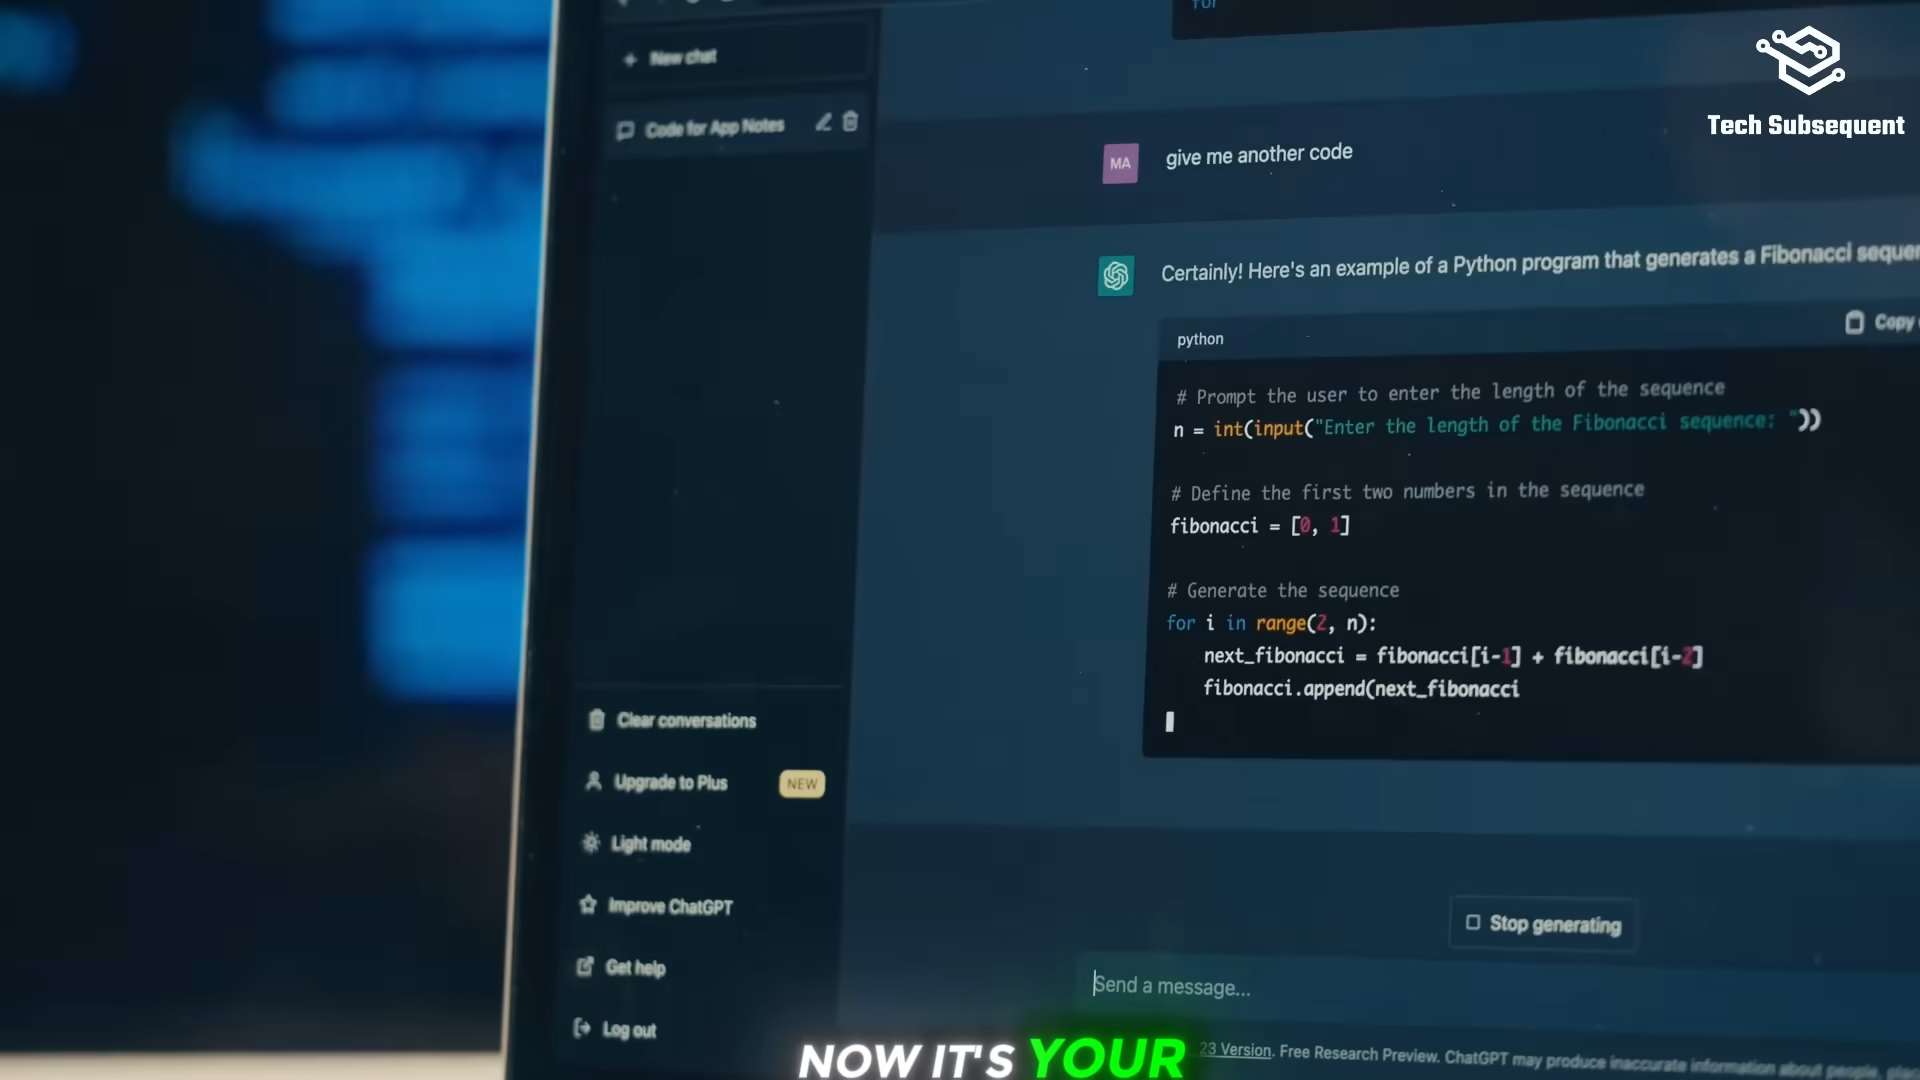 for
New chat
Code for App Notes
Tech Subsequent
MA
give me another code
Certainly! Here's an example of a Python program that generates a Fibonacci
python
Copy
# Prompt the user to enter the length of the sequence
n = int(input("Enter the length of the Fibonacci sequence: "))
# Define the first two numbers in the sequence
fibonacci = [0, 1]
# Generate the sequence
for i in range(2, n):
next_fibonacci = fibonacci[i-1] + fibonacci[i-2]
fibonacci.append(next_fibonacci
Clear conversations
Upgrade to Plus NEW
Light mode
Improve ChatGPT
Get help
Log out
Stop generating
Send a message...
23 Version. Free Research Preview. ChatGPT may produce inaccurate information about people,
NOW IT'S YOUR